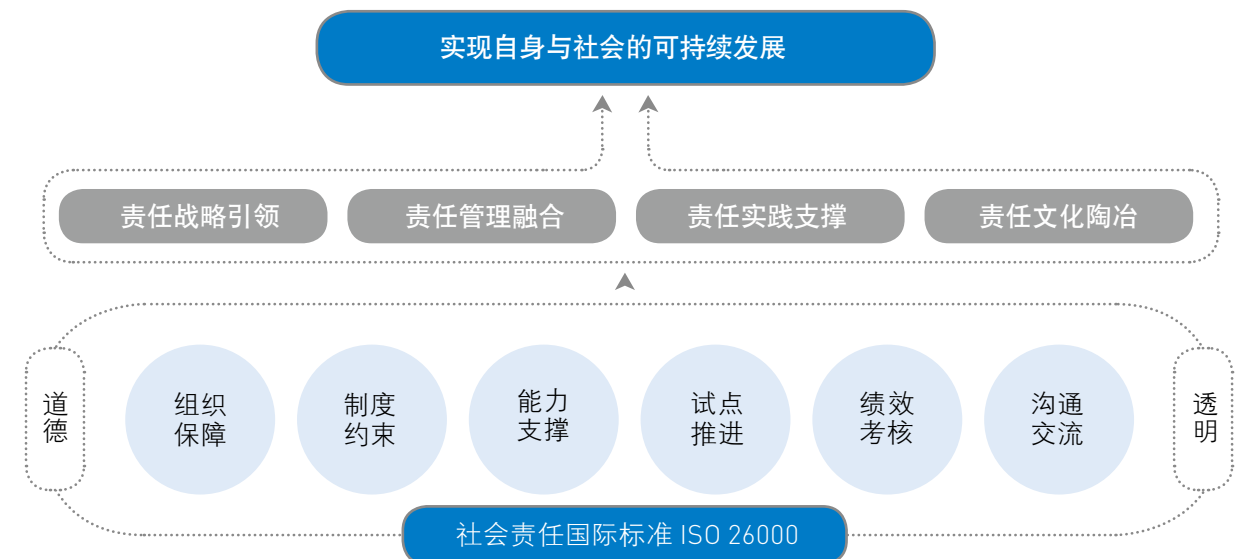 实现自身与社会的可持续发展
责任战略引领
责任管理融合
责任实践支撑
责任文化陶冶
道德
组织
保障
制度
约束
能力
支撑
试点
推进
绩效
考核
沟通
交流
透明
社会责任国际标准 ISO 26000